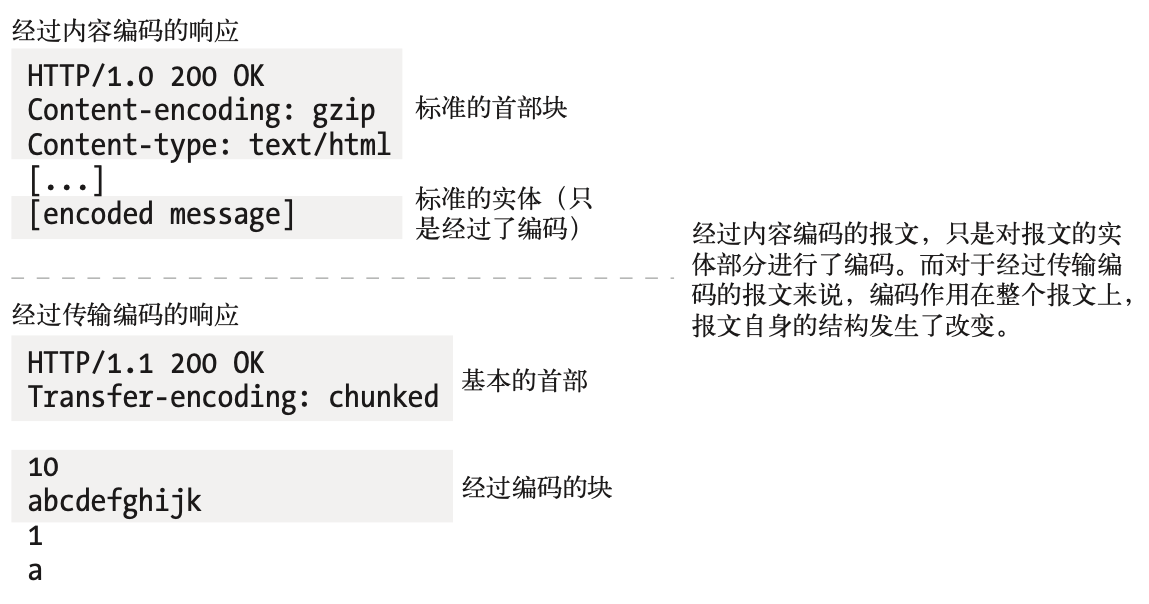 经过内容编码的响应
HTTP/1.0 200 OK
Content-encoding: gzip
Content-type: text/html
标准的首部块
[...]
[encoded message]
标准的实体（只
是经过了编码）
经过内容编码的报文，只是对报文的实
体部分进行了编码。而对于经过传输编
码的报文来说，编码作用在整个报文上，
报文自身的结构发生了改变。
经过传输编码的响应
HTTP/1.1 200 OK
Transfer-encoding: chunked
基本的首部
10
abcdefghijk
经过编码的块
1
a